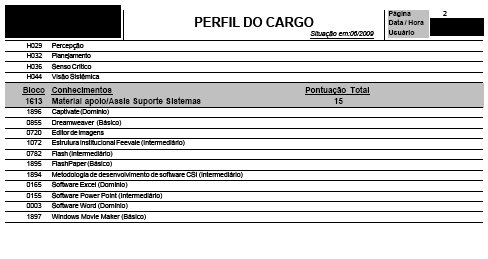 PERFIL DO CARGO
Situação em:06/2009
Página 2
Data / Hora
Usuário
H029 Percepção
H032 Planejamento
H036 Senso Crítico
H044 Visão Sistêmica
Bloco Conhecimentos Pontuação Total
1613 Material apoio/Assis Suporte Sistemas 15
1896 Captivate (Domínio)
0855 Dreamweaver (Básico)
0720 Editor de Imagens
1072 Estrutura Institucional Feevale (Intermediário)
0782 Flash (Intermediário)
1895 FlashPaper (Básico)
1894 Metodologia de desenvolvimento de software CSI (Intermediário)
0165 Software Excel (Domínio)
0155 Software Power Point (Intermediário)
0003 Software Word (Domínio)
1897 Windows Movie Maker (Básico)